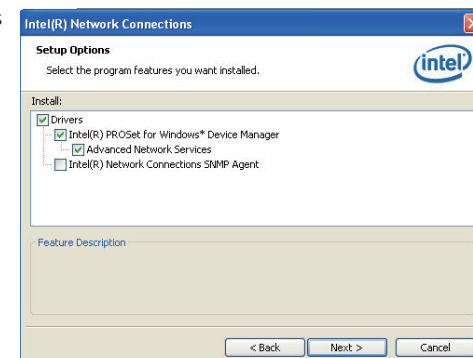 s
Intel(R) Network Connections
Setup Options
Select the program features you want installed.
intel
Install:
Drivers
Intel(R) PROSet for Windows* Device Manager
Advanced Network Services
Intel(R) Network Connections SNMP Agent
Feature Description
< Back Next > Cancel